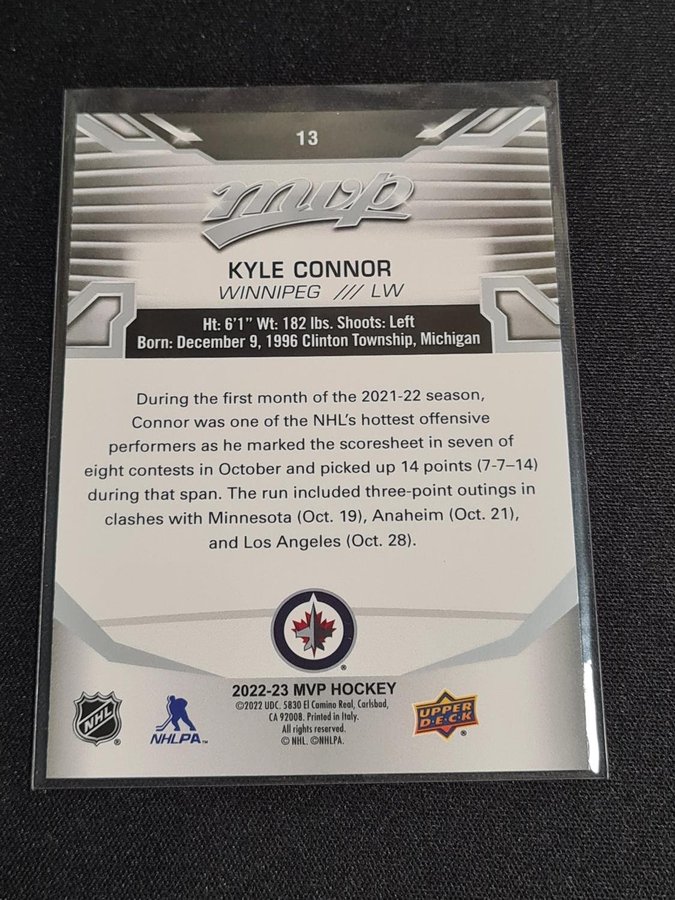 13
mvp
KYLE CONNOR
WINNIPEG /// LW
Ht: 6'1" Wt: 182 lbs. Shoots: Left
Born: December 9, 1996 Clinton Township, Michigan
During the first month of the 2021-22 season,
Connor was one of the NHL's hottest offensive
performers as he marked the scoresheet in seven of
eight contests in October and picked up 14 points (7-7–14)
during that span. The run included three-point outings in
clashes with Minnesota (Oct. 19), Anaheim (Oct. 21),
and Los Angeles (Oct. 28).
®
2022-23 MVP HOCKEY
©2022 UDC. 5830 El Camino Real, Carlsbad,
CA 92008. Printed in Italy.
All rights reserved.
© NHL. ©NHLPA.
NHL ®
NHLPA™
UPPER
D·E·C·K ®